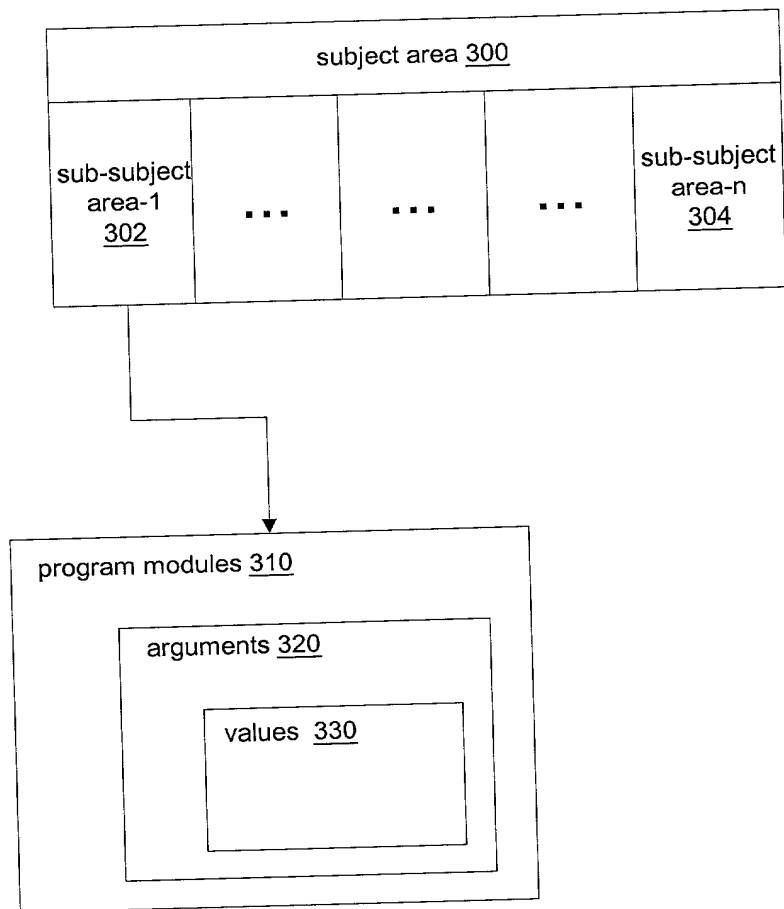 subject area 300
sub-subject
area-1
302
...
...
...
sub-subject
area-n
304
program modules 310
arguments 320
values 330